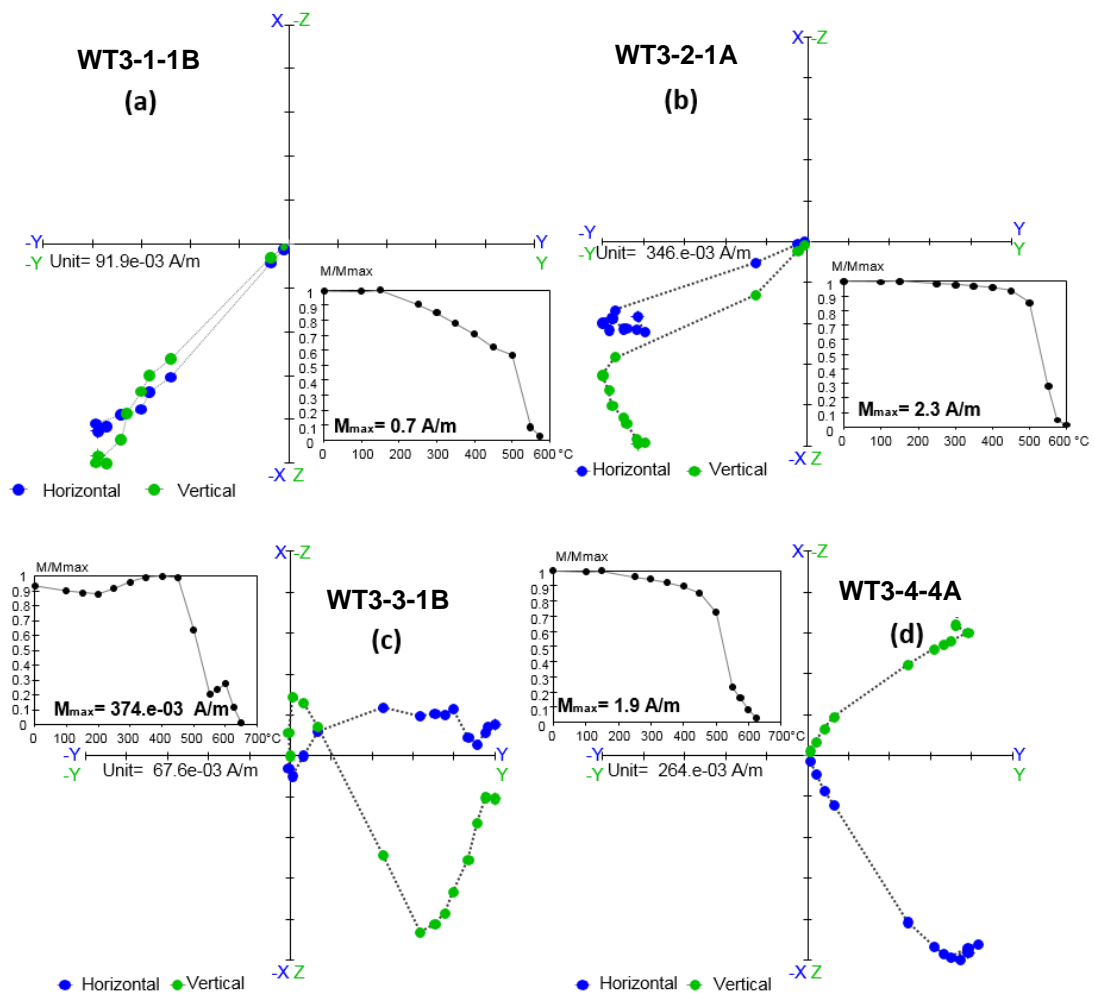 WT3-1-1B
(a)
X -Z
-Y Y
-Y Y
Unit= 91.9e-03 A/m
M/Mmax
1
0.9
0.8
0.7
0.6
0.5
0.4
0.3
0.2
0.1
0
Mmax= 0.7 A/m
0 100 200 300 400 500 600 °C
-X Z
Horizontal Vertical
WT3-2-1A
(b)
X -Z
-Y Y
-Y Y
Unit= 346.e-03 A/m
M/Mmax
1
0.9
0.8
0.7
0.6
0.5
0.4
0.3
0.2
0.1
0
Mmax= 2.3 A/m
0 100 200 300 400 500 600 °C
-X Z
Horizontal Vertical
WT3-3-1B
(c)
X -Z
M/Mmax
1
0.9
0.8
0.7
0.6
0.5
0.4
0.3
0.2
0.1
0
Mmax= 374.e-03 A/m
0 100 200 300 400 500 600 700°C
-Y Y
-Y Y
Unit= 67.6e-03 A/m
-X Z
Horizontal Vertical
WT3-4-4A
(d)
X -Z
M/Mmax
1
0.9
0.8
0.7
0.6
0.5
0.4
0.3
0.2
0.1
0
Mmax= 1.9 A/m
0 100 200 300 400 500 600 700°C
-Y Y
-Y Y
Unit= 264.e-03 A/m
-X Z
Horizontal Vertical